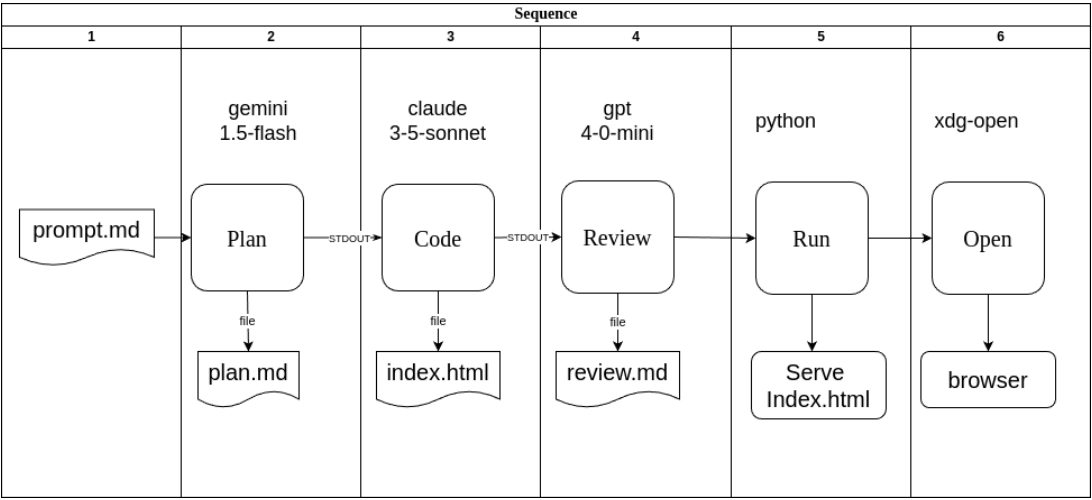 Sequence
1
2
3
4
5
6
gemini
1.5-flash
claude
3-5-sonnet
gpt
4-0-mini
python
xdg-open
prompt.md
Plan
STDOUT
Code
STDOUT
Review
Run
Open
file
file
file
plan.md
index.html
review.md
Serve
Index.html
browser